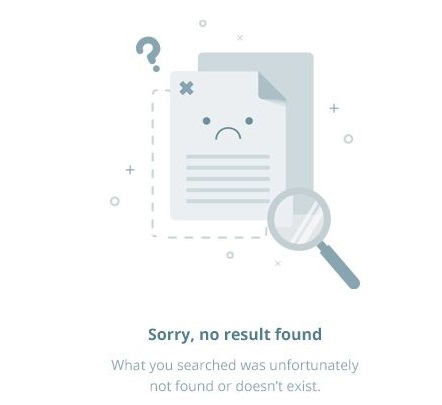 ?
Sorry, no result found
What you searched was unfortunately
not found or doesn't exist.